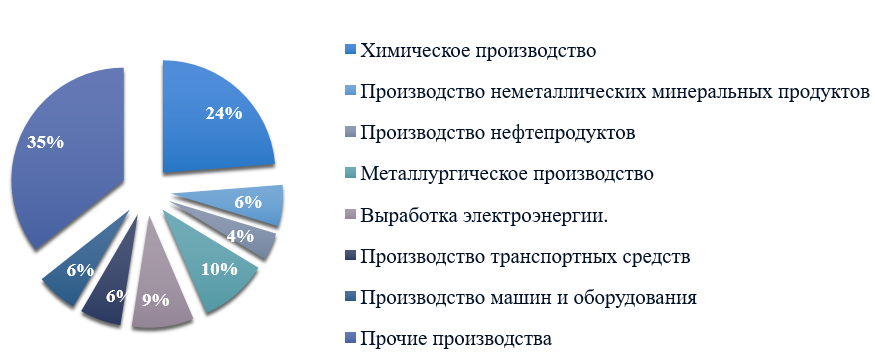 24%
6%
4%
10%
9%
6%
6%
35%
Химическое производство
Производство неметаллических минеральных продуктов
Производство нефтепродуктов
Металлургическое производство
Выработка электроэнергии.
Производство транспортных средств
Производство машин и оборудования
Прочие производства